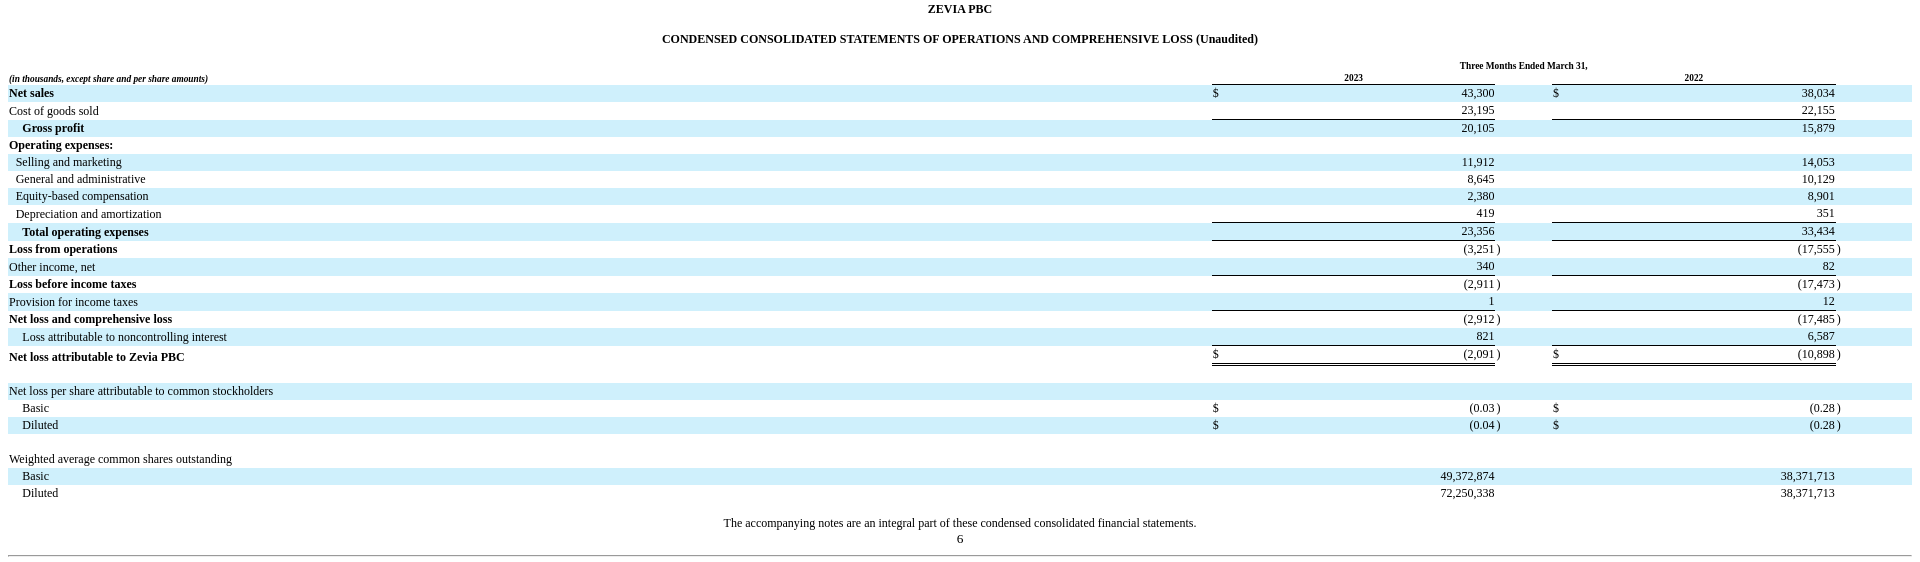 ZEVIA PBC
CONDENSED CONSOLIDATED STATEMENTS OF OPERATIONS AND COMPREHENSIVE LOSS (Unaudited)
Three Months Ended March 31,
(in thousands, except share and per share amounts) 2023 2022
Net sales $ 43,300 $ 38,034
Cost of goods sold 23,195 22,155
Gross profit 20,105 15,879
Operating expenses:
Selling and marketing 11,912 14,053
General and administrative 8,645 10,129
Equity-based compensation 2,380 8,901
Depreciation and amortization 419 351
Total operating expenses 23,356 33,434
Loss from operations (3,251 ) (17,555 )
Other income, net 340 82
Loss before income taxes (2,911 ) (17,473 )
Provision for income taxes 1 12
Net loss and comprehensive loss (2,912 ) (17,485 )
Loss attributable to noncontrolling interest 821 6,587
Net loss attributable to Zevia PBC $ (2,091 ) $ (10,898 )
Net loss per share attributable to common stockholders
Basic $ (0.03 ) $ (0.28 )
Diluted $ (0.04 ) $ (0.28 )
Weighted average common shares outstanding
Basic 49,372,874 38,371,713
Diluted 72,250,338 38,371,713
The accompanying notes are an integral part of these condensed consolidated financial statements.
6